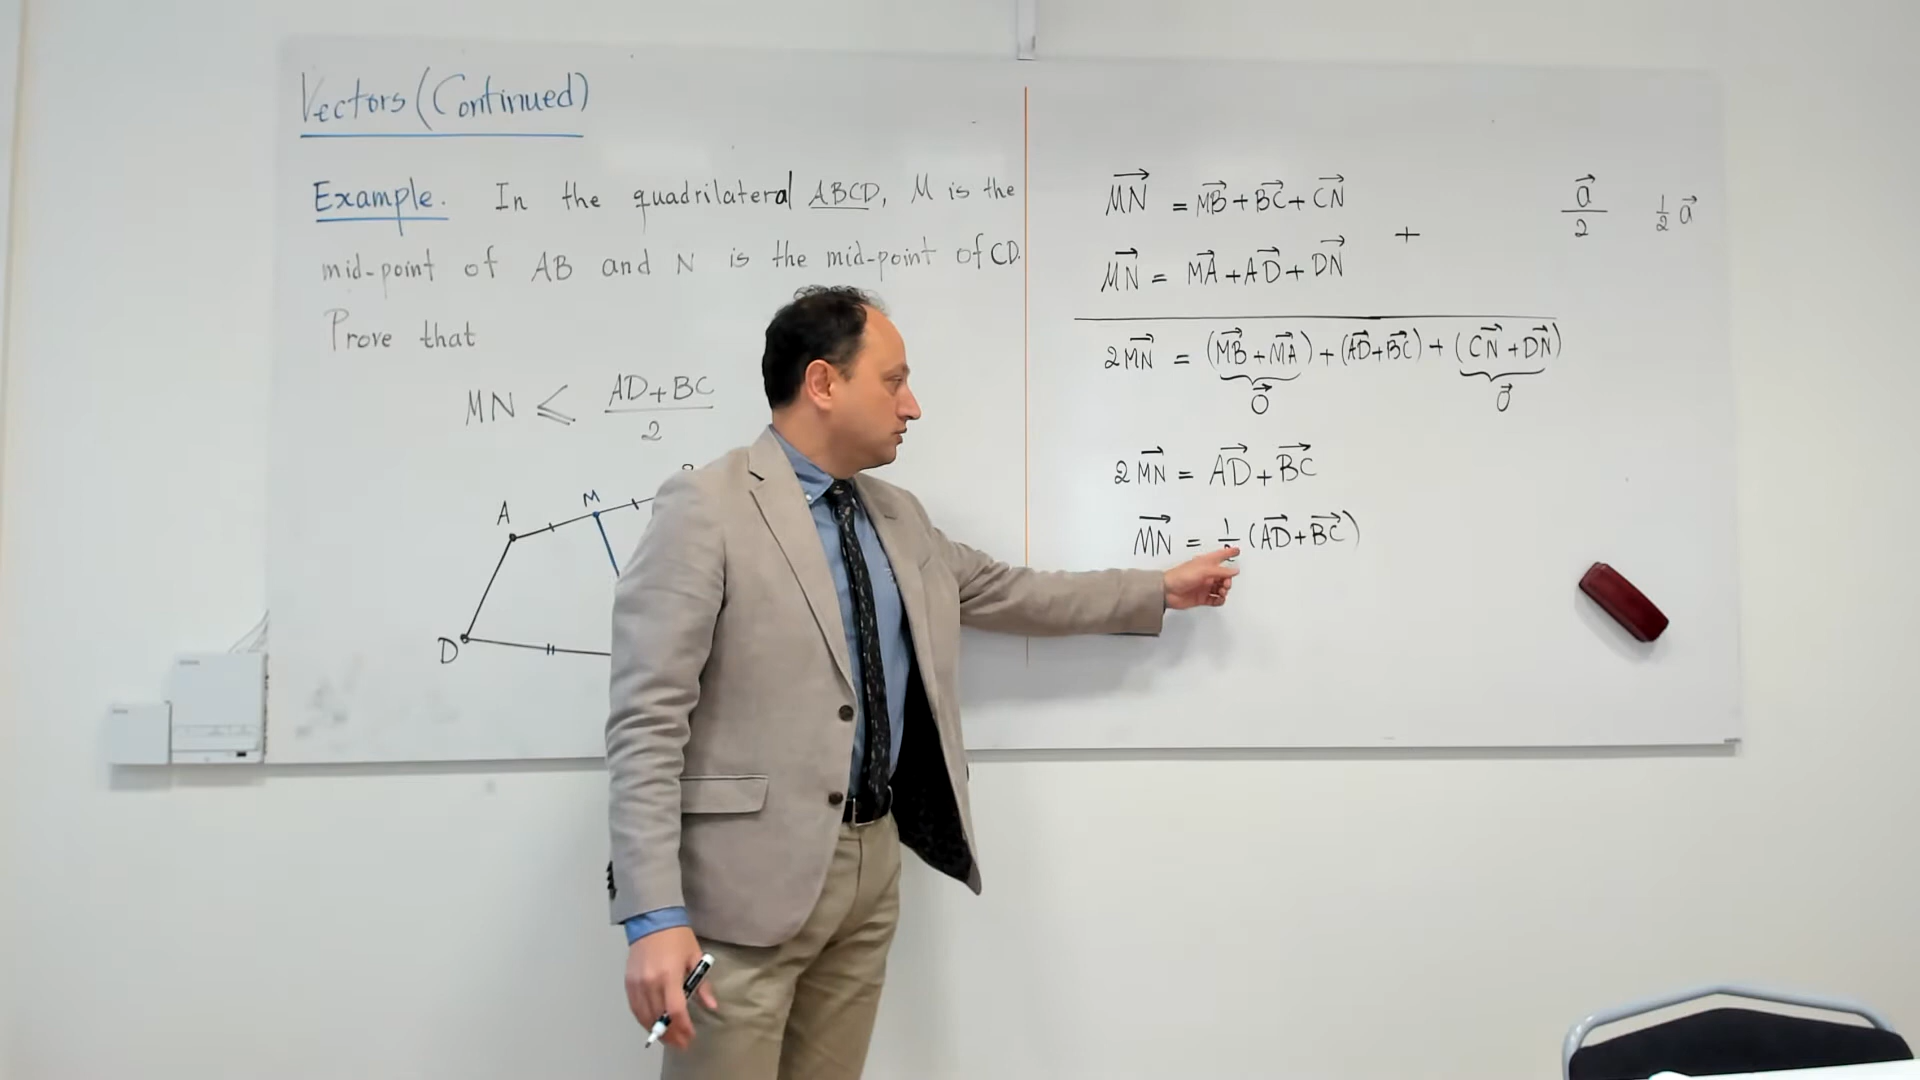 Vectors (Continued)
Example. In the quadrilateral ABCD, M is the
mid-point of AB and N is the mid-point of CD.
Prove that
MN ⩽ (AD+BC)/2
A
M
D
MN⃗ = MB⃗ + BC⃗ + CN⃗
+
MN⃗ = MA⃗ + AD⃗ + DN⃗
a⃗/2 ½ a⃗
2MN⃗ = (MB⃗ + MA⃗) + (AD⃗ + BC⃗) + (CN⃗ + DN⃗)
0⃗ 0⃗
2MN⃗ = AD⃗ + BC⃗
MN⃗ = ½ (AD⃗ + BC⃗)